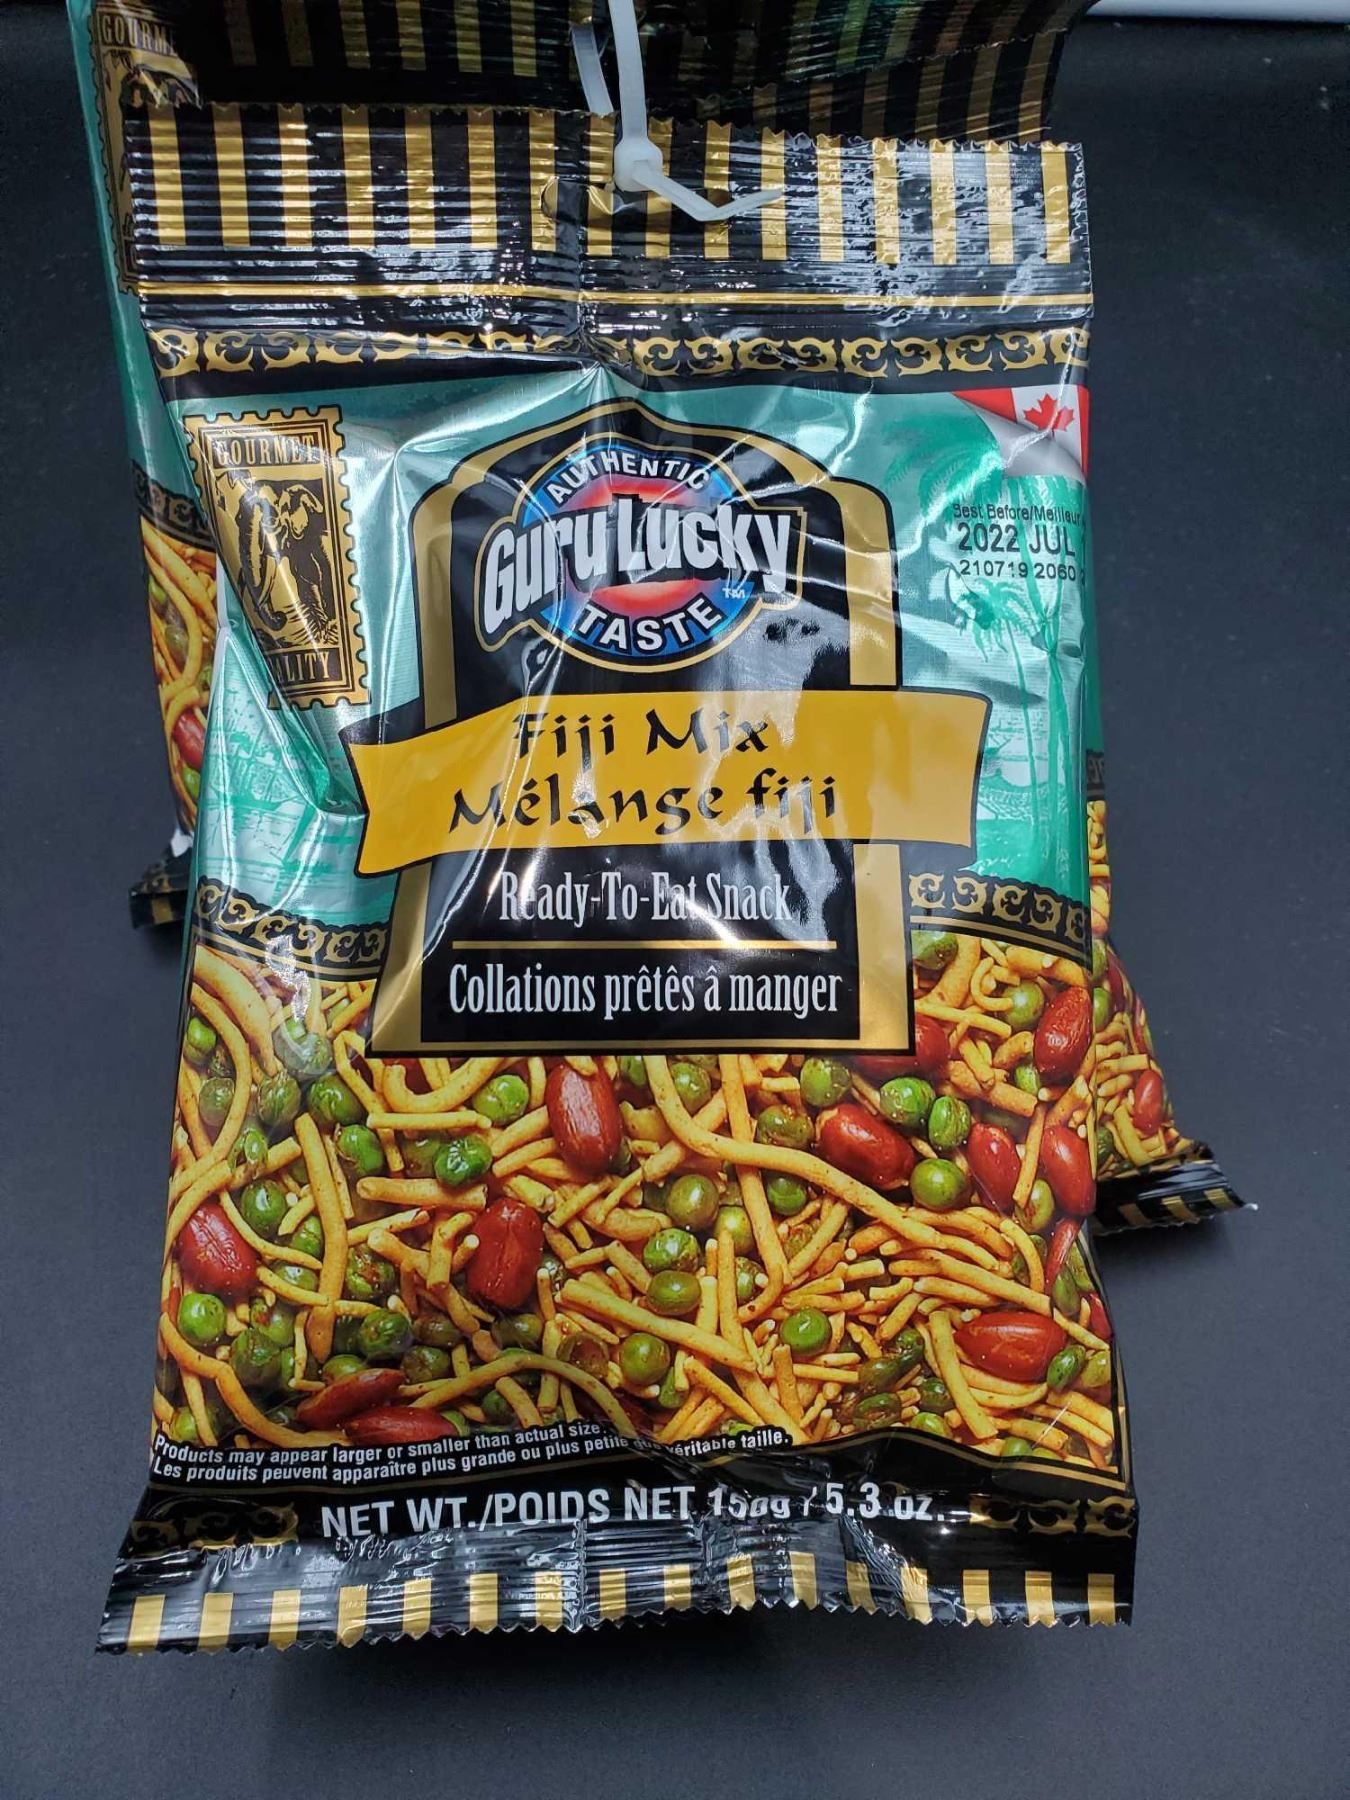 GOURMET
AUTHENTIC
Guru Lucky
TASTE TM
Best Before/Meilleur
2022 JUL
210719 2060
Fiji Mix
Mélange fiji
Ready-To-Eat Snack
Collations prêtês â manger
Products may appear larger or smaller than actual size.
Les produits peuvent apparaître plus grande ou plus petite que véritable taille.
NET WT./POIDS NET 150g / 5.3 oz.